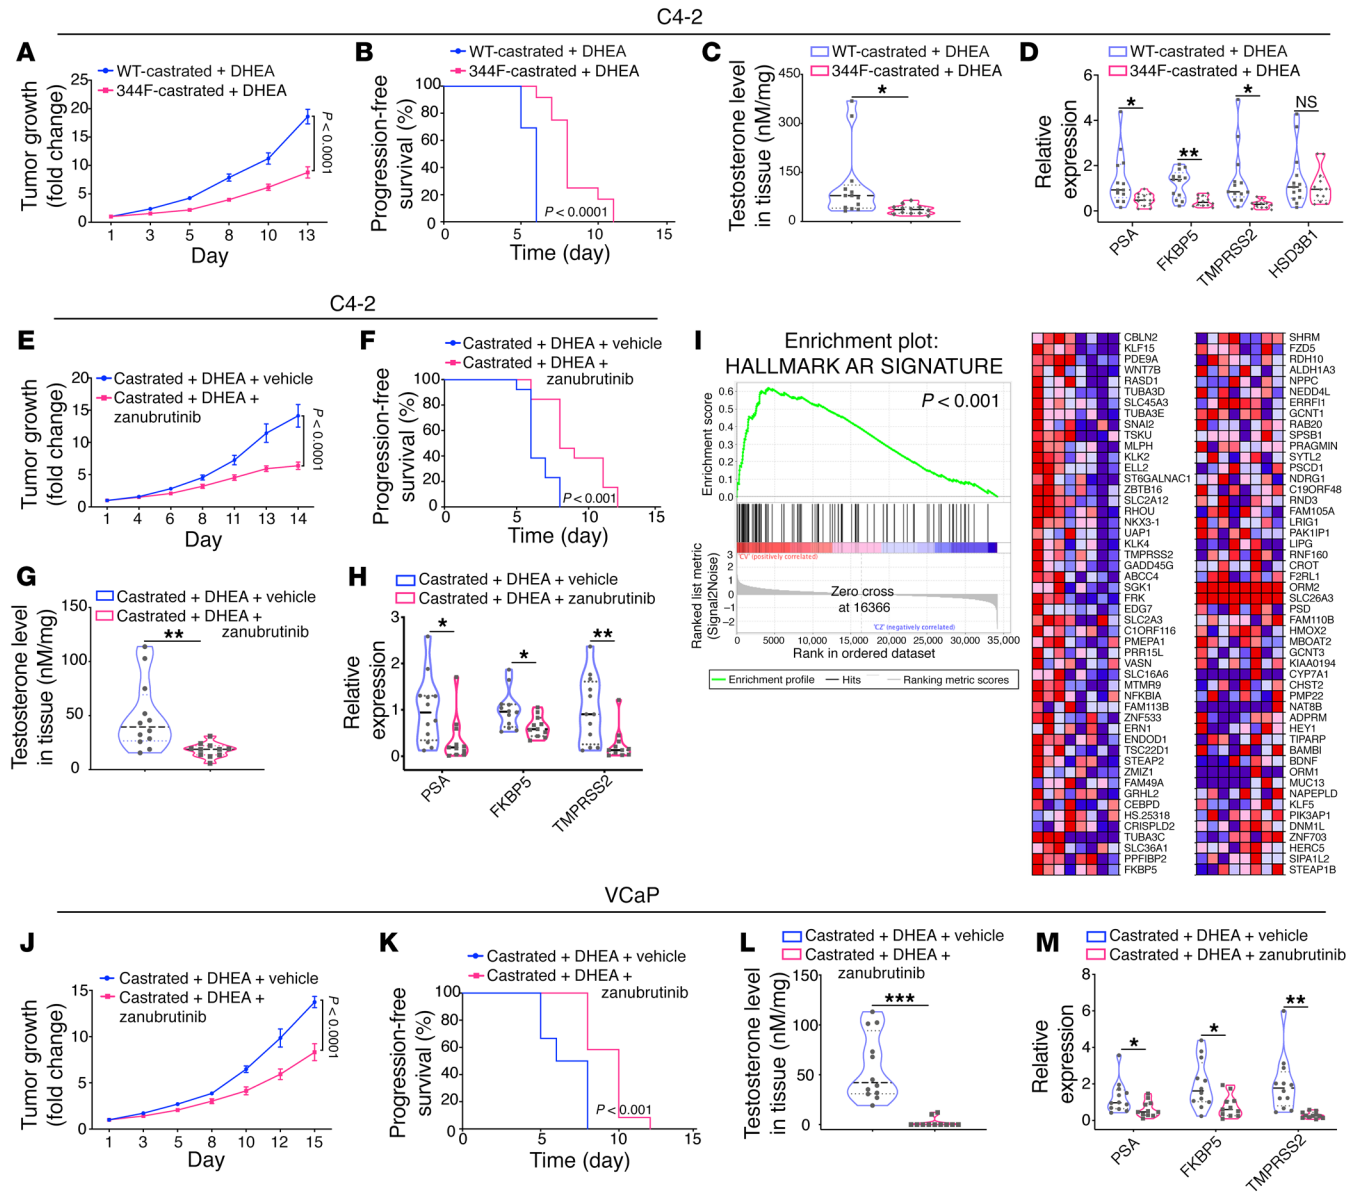 C4-2
A
WT-castrated + DHEA
344F-castrated + DHEA
Tumor growth
(fold change)
25
20
15
10
5
0
1 3 5 8 10 13
Day
P < 0.0001
B
WT-castrated + DHEA
344F-castrated + DHEA
Progression-free
survival (%)
100
80
60
40
20
0
0 5 10 15
Time (day)
P < 0.0001
C
WT-castrated + DHEA
344F-castrated + DHEA
Testosterone level
in tissue (nM/mg)
450
300
150
0
*
D
WT-castrated + DHEA
344F-castrated + DHEA
Relative
expression
6
4
2
0
* ** * NS
PSA FKBP5 TMPRSS2 HSD3B1
C4-2
E
Castrated + DHEA + vehicle
Castrated + DHEA +
zanubrutinib
Tumor growth
(fold change)
20
15
10
5
0
1 4 6 8 11 13 14
Day
P < 0.0001
F
Castrated + DHEA + vehicle
Castrated + DHEA +
zanubrutinib
Progression-free
survival (%)
100
80
60
40
20
0
0 5 10 15
Time (day)
P < 0.001
G
Castrated + DHEA + vehicle
Castrated + DHEA +
zanubrutinib
Testosterone level
in tissue (nM/mg)
150
100
50
0
**
H
Castrated + DHEA + vehicle
Castrated + DHEA + zanubrutinib
Relative
expression
3
2
1
0
* * **
PSA FKBP5 TMPRSS2
I
Enrichment plot:
HALLMARK AR SIGNATURE
P < 0.001
Enrichment score
0.6
0.5
0.4
0.3
0.2
0.1
0.0
'CV' (positively correlated)
Ranked list metric
(Signal2Noise)
3
2
1
0
−1
−2
Zero cross
at 16366
'CZ' (negatively correlated)
0 5000 10,000 15,000 20,000 25,000 30,000 35,000
Rank in ordered dataset
Enrichment profile Hits Ranking metric scores
CBLN2
KLF15
PDE9A
WNT7B
RASD1
TUBA3D
SLC45A3
TUBA3E
SNAI2
TSKU
MLPH
KLK2
ELL2
ST6GALNAC1
ZBTB16
SLC2A12
RHOU
NKX3-1
UAP1
KLK4
TMPRSS2
GADD45G
ABCC4
SGK1
FRK
EDG7
SLC2A3
C1ORF116
PMEPA1
PRR15L
VASN
SLC16A6
MTMR9
NFKBIA
FAM113B
ZNF533
ERN1
ENDOD1
TSC22D1
STEAP2
ZMIZ1
FAM49A
GRHL2
CEBPD
HS.25318
CRISPLD2
TUBA3C
SLC36A1
PPFIBP2
FKBP5
SHRM
FZD5
RDH10
ALDH1A3
NPPC
NEDD4L
ERRFI1
GCNT1
RAB20
SPSB1
PRAGMIN
SYTL2
PSCD1
NDRG1
C19ORF48
RND3
FAM105A
LRIG1
PAK1IP1
LIPG
RNF160
CROT
F2RL1
ORM2
SLC26A3
PSD
FAM110B
HMOX2
MBOAT2
GCNT3
KIAA0194
CYP7A1
CHST2
PMP22
NAT8B
ADPRM
HEY1
TIPARP
BAMBI
BDNF
ORM1
MUC13
NAPEPLD
KLF5
PIK3AP1
DNM1L
ZNF703
HERC5
SIPA1L2
STEAP1B
VCaP
J
Castrated + DHEA + vehicle
Castrated + DHEA +
zanubrutinib
Tumor growth
(fold change)
15
10
5
0
1 3 5 8 10 12 15
Day
P < 0.0001
K
Castrated + DHEA + vehicle
Castrated + DHEA +
zanubrutinib
Progression-free
survival (%)
100
80
60
40
20
0
0 5 10 15
Time (day)
P < 0.001
L
Castrated + DHEA + vehicle
Castrated + DHEA +
zanubrutinib
Testosterone level
in tissue (nM/mg)
150
100
50
0
***
M
Castrated + DHEA + vehicle
Castrated + DHEA + zanubrutinib
Relative
expression
8
6
4
2
0
* * **
PSA FKBP5 TMPRSS2